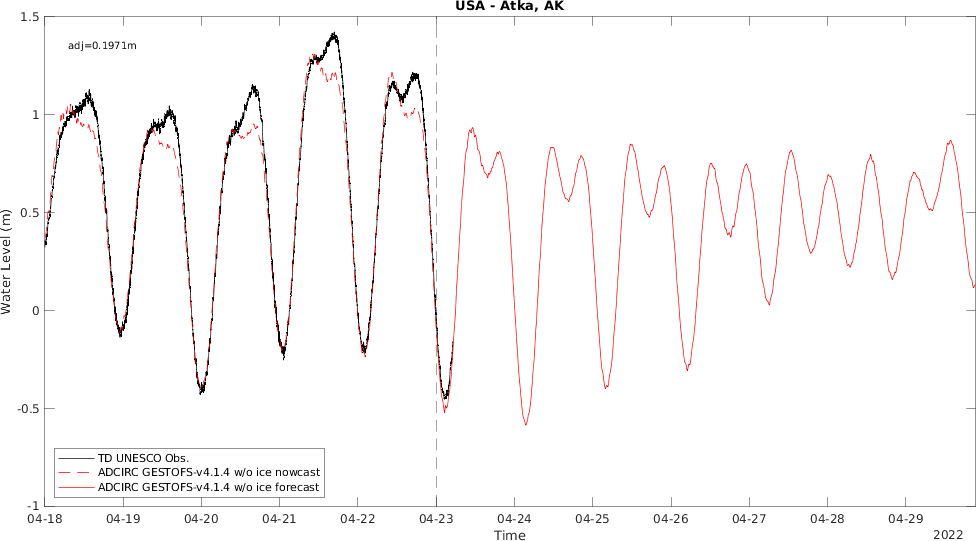 USA - Atka, AK
adj=0.1971m
1.5
1
0.5
0
-0.5
-1
Water Level (m)
TD UNESCO Obs.
ADCIRC GESTOFS-v4.1.4 w/o ice nowcast
ADCIRC GESTOFS-v4.1.4 w/o ice forecast
04-18 04-19 04-20 04-21 04-22 04-23 04-24 04-25 04-26 04-27 04-28 04-29
Time
2022